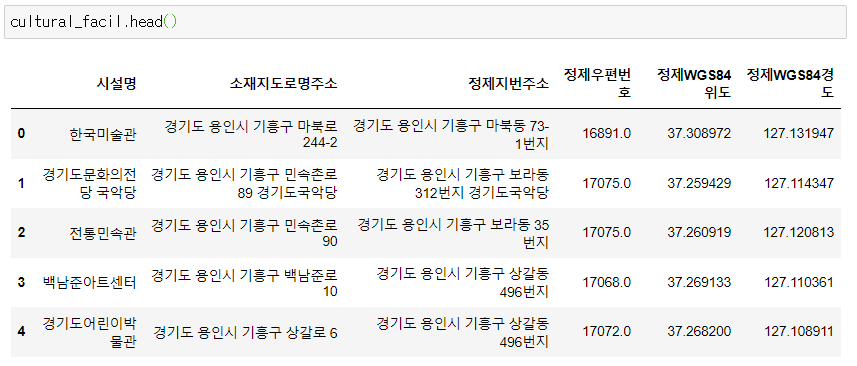 cultural_facil.head()
시설명 소재지도로명주소 정제지번주소 정제우편번 정제WGS84 정제WGS84경
호 위도 도
0 한국미술관 경기도 용인시 기흥구 마북로 경기도 용인시 기흥구 마북동 73- 16891.0 37.308972 127.131947
244-2 1번지
1 경기도문화의전 경기도 용인시 기흥구 민속촌로 경기도 용인시 기흥구 보라동 17075.0 37.259429 127.114347
당 국악당 89 경기도국악당 312번지 경기도국악당
2 전통민속관 경기도 용인시 기흥구 민속촌로 경기도 용인시 기흥구 보라동 35 17075.0 37.260919 127.120813
90 번지
3 백남준아트센터 경기도 용인시 기흥구 백남준로 경기도 용인시 기흥구 상갈동 17068.0 37.269133 127.110361
10 496번지
4 경기도어린이박 경기도 용인시 기흥구 상갈로 6 경기도 용인시 기흥구 상갈동 17072.0 37.268200 127.108911
물관 496번지